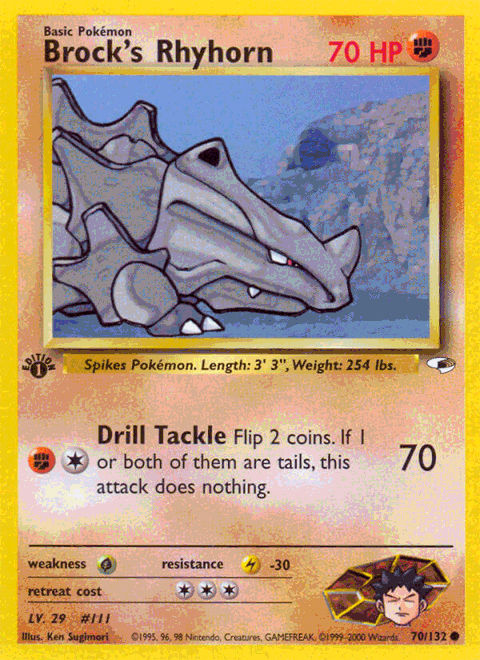 Basic Pokémon
Brock's Rhyhorn 70 HP
EDITION
1
Spikes Pokémon. Length: 3' 3", Weight: 254 lbs.
Drill Tackle Flip 2 coins. If 1
or both of them are tails, this
attack does nothing.
70
weakness resistance -30
retreat cost
LV. 29 #111
Illus. Ken Sugimori ©1995, 96, 98 Nintendo, Creatures, GAMEFREAK. ©1999-2000 Wizards. 70/132